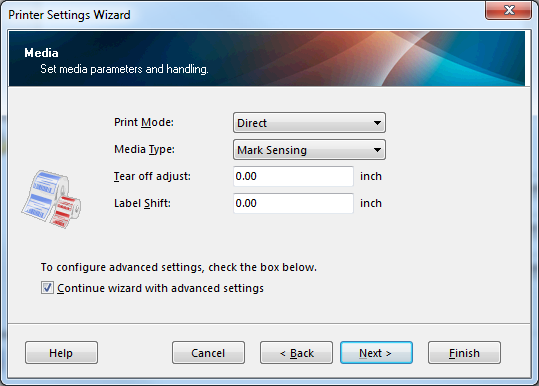 Printer Settings Wizard
Media
Set media parameters and handling.
Print Mode: Direct
Media Type: Mark Sensing
Tear off adjust: 0.00 inch
Label Shift: 0.00 inch
To configure advanced settings, check the box below.
Continue wizard with advanced settings
Help Cancel < Back Next > Finish